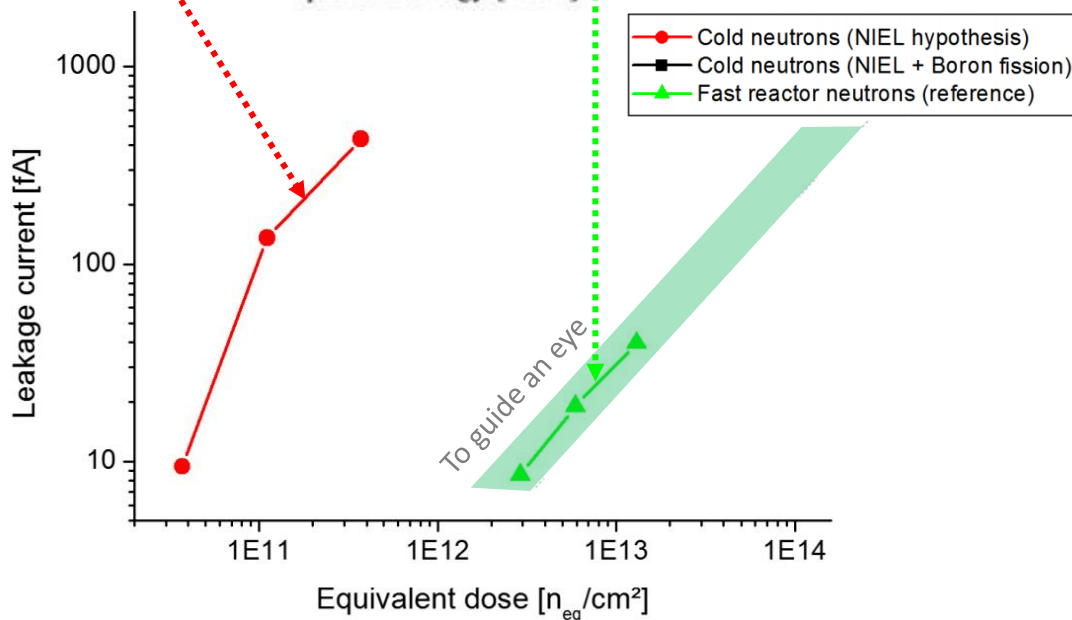 Cold neutrons (NIEL hypothesis)
Cold neutrons (NIEL + Boron fission)
Fast reactor neutrons (reference)
1000
100
10
Leakage current [fA]
To guide an eye
1E11 1E12 1E13 1E14
Equivalent dose [n_eq/cm²]